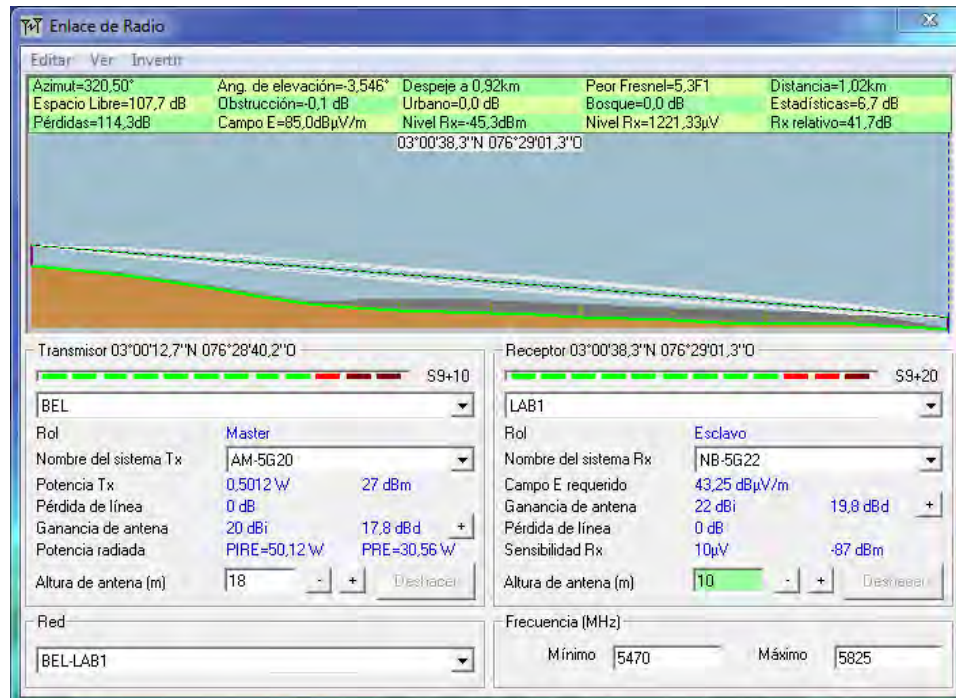 Enlace de Radio
Editar Ver Invertir
Azimut=320,50° Ang. de elevación=-3,546° Despeje a 0,92km Peor Fresnel=5,3F1 Distancia=1,02km
Espacio Libre=107,7 dB Obstrucción=-0,1 dB Urbano=0,0 dB Bosque=0,0 dB Estadísticas=6,7 dB
Pérdidas=114,3dB Campo E=85,0dBµV/m Nivel Rx=-45,3dBm Nivel Rx=1221,33µV Rx relativo=41,7dB
03°00'38,3"N 076°29'01,3"O
Transmisor 03°00'12,7"N 076°28'40,2"O
S9+10
BEL
Rol Master
Nombre del sistema Tx AM-5G20
Potencia Tx 0,5012 W 27 dBm
Pérdida de línea 0 dB
Ganancia de antena 20 dBi 17,8 dBd +
Potencia radiada PIRE=50,12 W PRE=30,56 W
Altura de antena (m) 18 - + Deshacer
Red
BEL-LAB1
Receptor 03°00'38,3"N 076°29'01,3"O
S9+20
LAB1
Rol Esclavo
Nombre del sistema Rx NB-5G22
Campo E requerido 43,25 dBµV/m
Ganancia de antena 22 dBi 19,8 dBd +
Pérdida de línea 0 dB
Sensibilidad Rx 10µV -87 dBm
Altura de antena (m) 10 - + Deshacer
Frecuencia (MHz)
Mínimo 5470 Máximo 5825